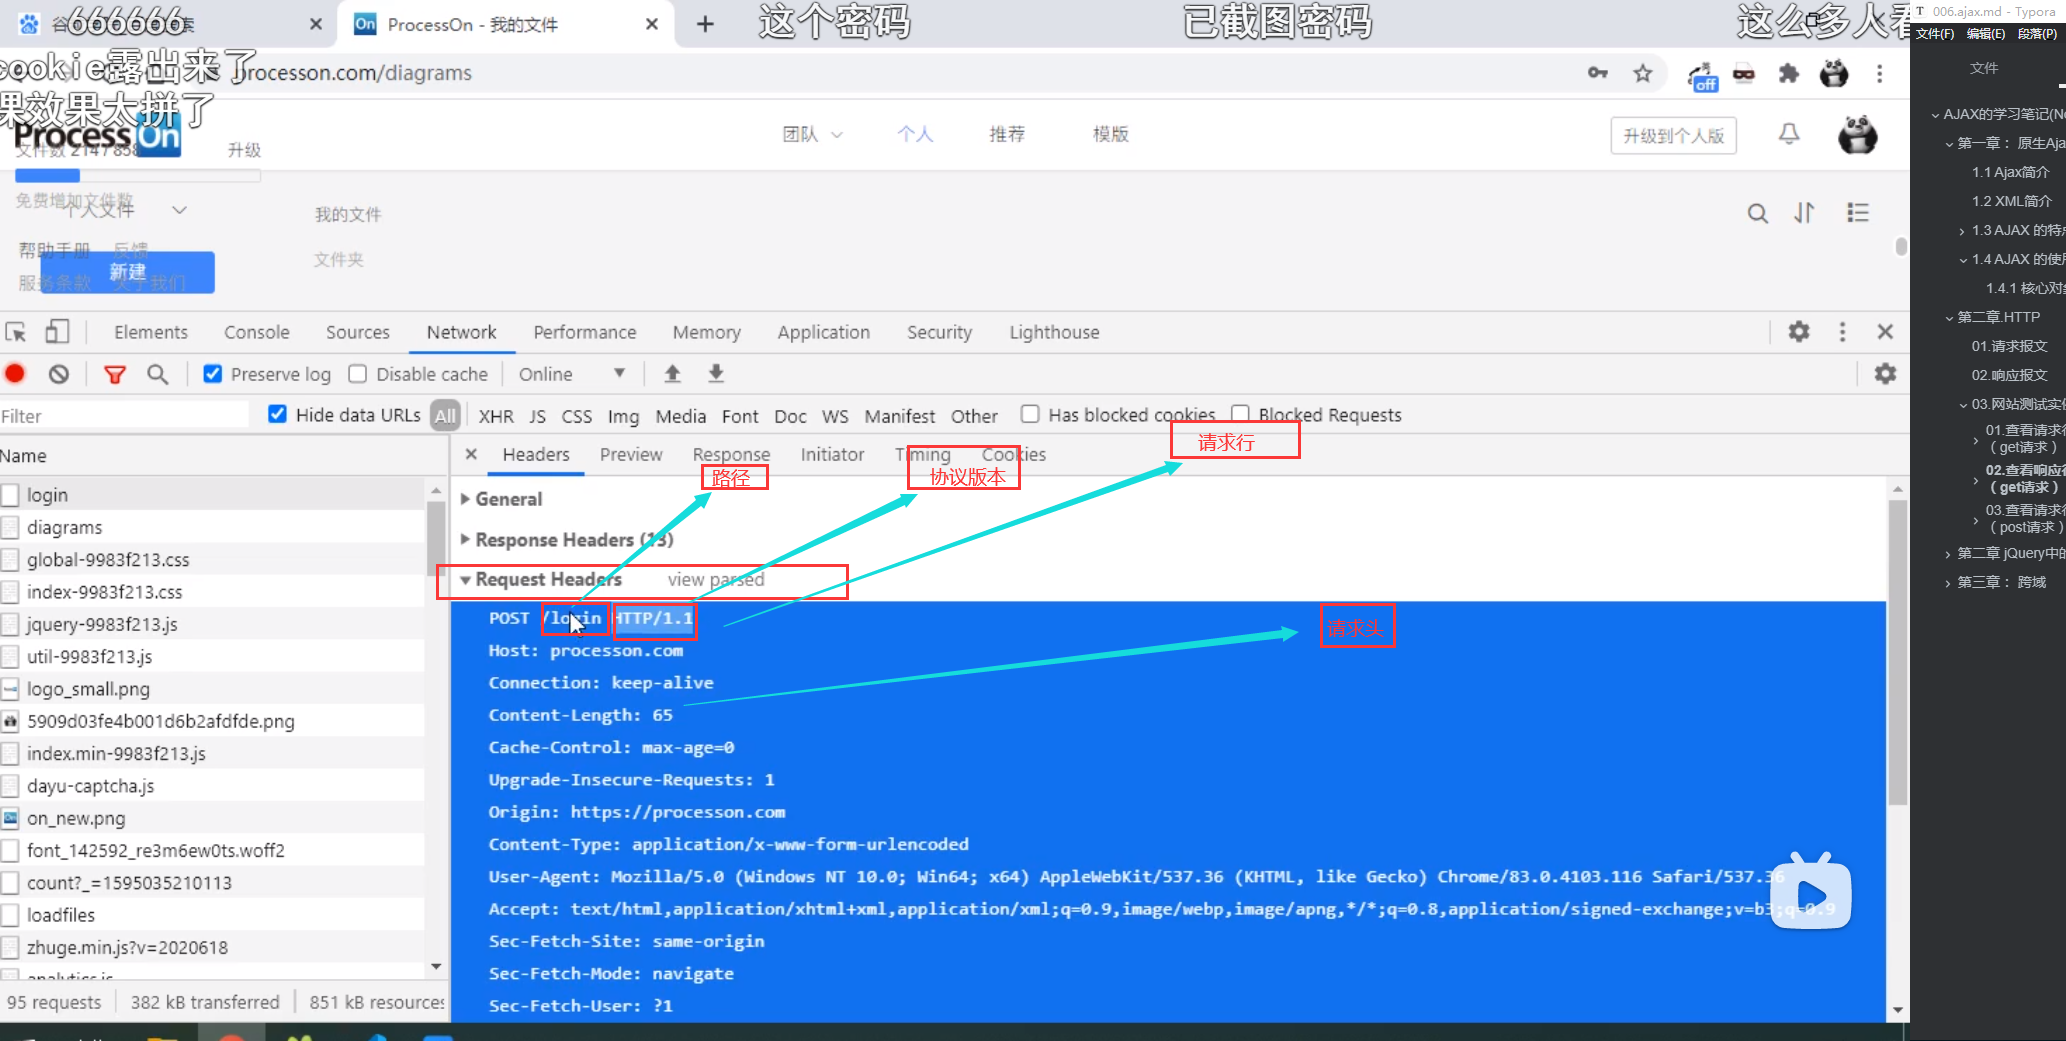 谷 666666 索
ProcessOn - 我的文件
这个密码
已截图密码
这么多人看
cookie露出来了
processon.com/diagrams
off
果效果太拼了
ProcessOn
文件数 214 / 858
升级
团队
个人
推荐
模版
升级到个人版
免费增加文件数
个人文件
我的文件
帮助手册
反馈
文件夹
新建
服务条款
关于我们
Elements
Console
Sources
Network
Performance
Memory
Application
Security
Lighthouse
Preserve log
Disable cache
Online
Filter
Hide data URLs
All
XHR
JS
CSS
Img
Media
Font
Doc
WS
Manifest
Other
Has blocked cookies
Blocked Requests
请求行
Name
Headers
Preview
Response
Initiator
Timing
Cookies
路径
协议版本
login
diagrams
global-9983f213.css
index-9983f213.css
jquery-9983f213.js
util-9983f213.js
logo_small.png
5909d03fe4b001d6b2afdfde.png
index.min-9983f213.js
dayu-captcha.js
on_new.png
font_142592_re3m6ew0ts.woff2
count?_=1595035210113
loadfiles
zhuge.min.js?v=2020618
analytics.js
95 requests
382 kB transferred
851 kB resources
General
Response Headers (13)
Request Headers
view parsed
POST /login HTTP/1.1
请求头
Host: processon.com
Connection: keep-alive
Content-Length: 65
Cache-Control: max-age=0
Upgrade-Insecure-Requests: 1
Origin: https://processon.com
Content-Type: application/x-www-form-urlencoded
User-Agent: Mozilla/5.0 (Windows NT 10.0; Win64; x64) AppleWebKit/537.36 (KHTML, like Gecko) Chrome/83.0.4103.116 Safari/537.36
Accept: text/html,application/xhtml+xml,application/xml;q=0.9,image/webp,image/apng,*/*;q=0.8,application/signed-exchange;v=b3;q=0.9
Sec-Fetch-Site: same-origin
Sec-Fetch-Mode: navigate
Sec-Fetch-User: ?1
006.ajax.md - Typora
文件(F) 编辑(E) 段落(P)
文件
AJAX的学习笔记(No
第一章： 原生Aja
1.1 Ajax简介
1.2 XML简介
1.3 AJAX 的特点
1.4 AJAX 的使用
1.4.1 核心对象
第二章.HTTP
01.请求报文
02.响应报文
03.网站测试实例
01.查看请求行
（get请求）
02.查看响应行
（get请求）
03.查看请求行
（post请求）
第二章 jQuery中的
第三章： 跨域